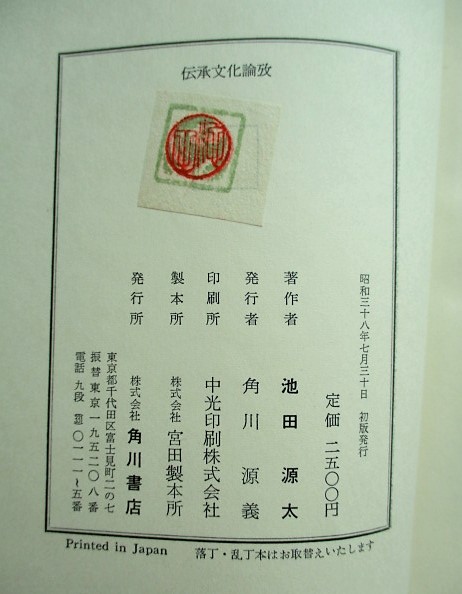 伝承文化論攷
昭和三十八年七月三十日 初版発行
定価 二五〇〇円
著作者 池田源太
発行者 角川源義
印刷所 中光印刷株式会社
製本所 株式会社 宮田製本所
発行所 株式会社 角川書店
東京都千代田区富士見町二の七
振替東京一九五二〇八番
電話九段 〇一一一~五番
Printed in Japan 落丁・乱丁本はお取替えいたします